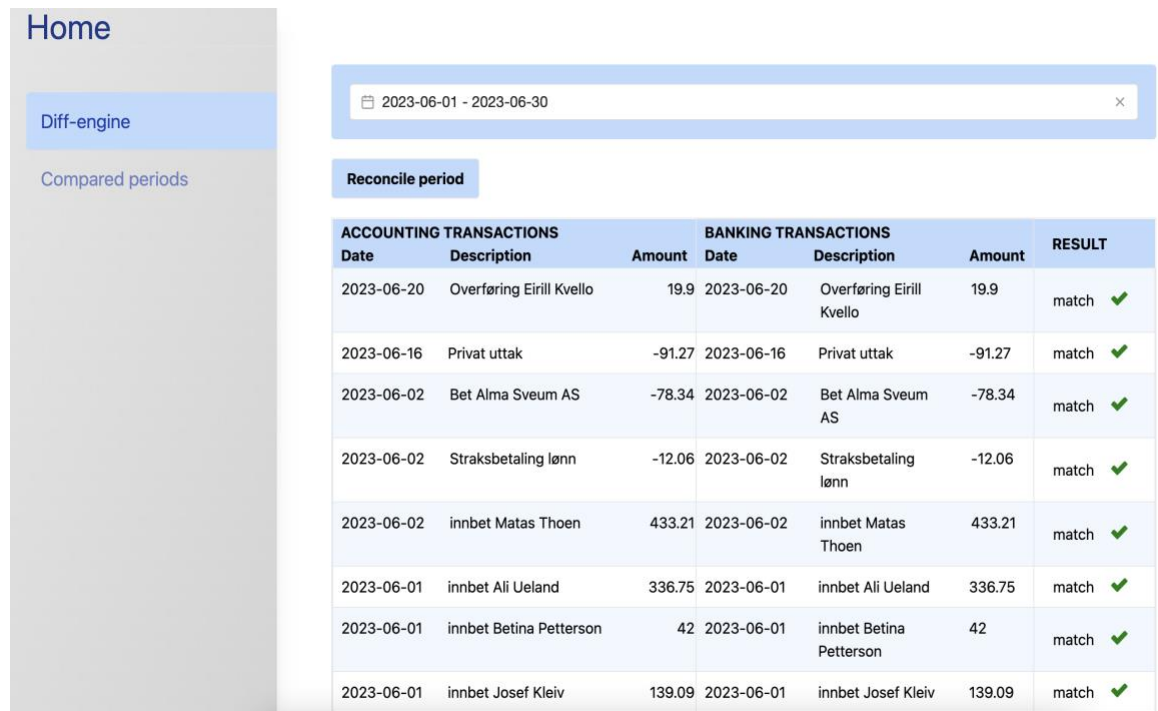 Home
Diff-engine
Compared periods
2023-06-01 - 2023-06-30
Reconcile period
ACCOUNTING TRANSACTIONS BANKING TRANSACTIONS RESULT
Date Description Amount Date Description Amount
2023-06-20 Overføring Eirill Kvello 19.9 2023-06-20 Overføring Eirill 19.9 match
Kvello
2023-06-16 Privat uttak -91.27 2023-06-16 Privat uttak -91.27 match
2023-06-02 Bet Alma Sveum AS -78.34 2023-06-02 Bet Alma Sveum -78.34 match
AS
2023-06-02 Straksbetaling lønn -12.06 2023-06-02 Straksbetaling -12.06 match
lønn
2023-06-02 innbet Matas Thoen 433.21 2023-06-02 innbet Matas 433.21 match
Thoen
2023-06-01 innbet Ali Ueland 336.75 2023-06-01 innbet Ali Ueland 336.75 match
2023-06-01 innbet Betina Petterson 42 2023-06-01 innbet Betina 42 match
Petterson
2023-06-01 innbet Josef Kleiv 139.09 2023-06-01 innbet Josef Kleiv 139.09 match